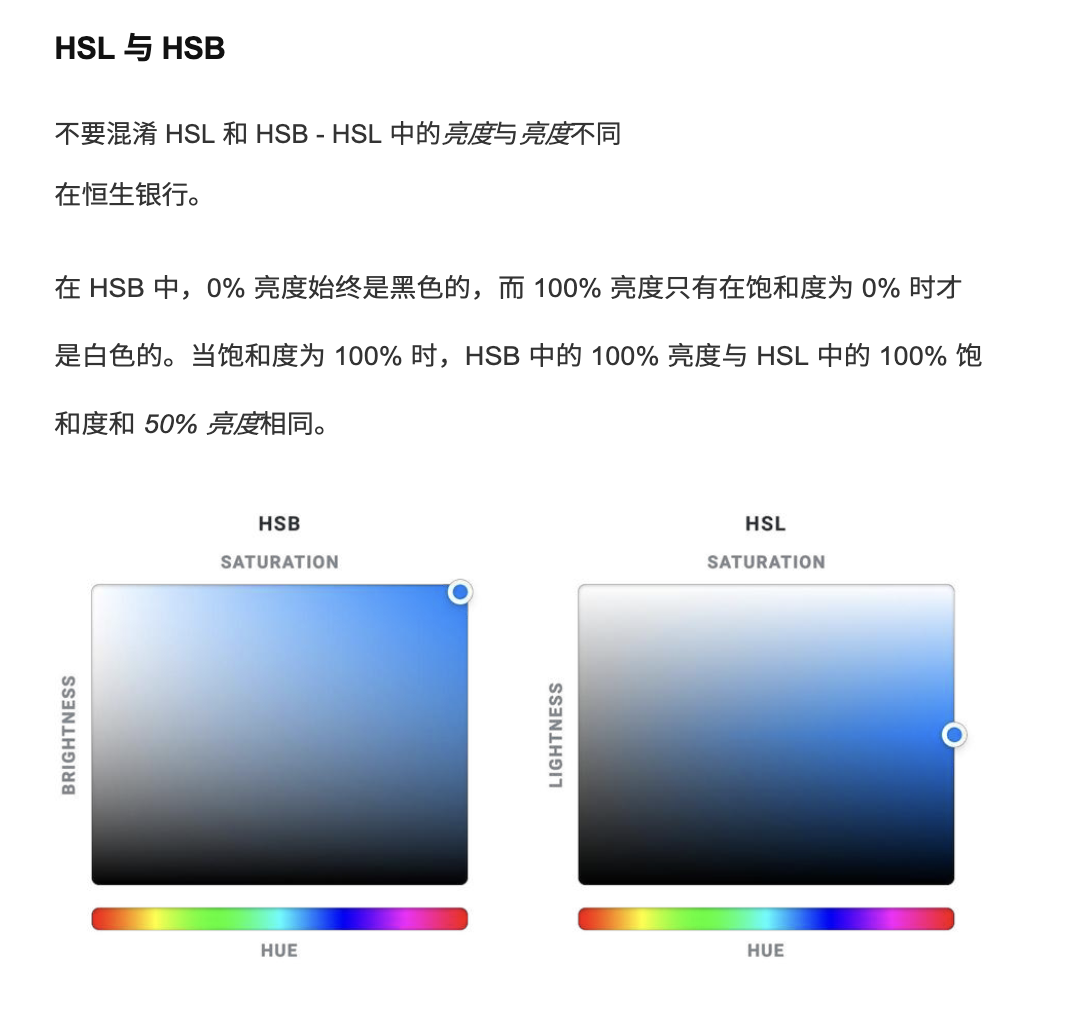 HSL 与 HSB
不要混淆 HSL 和 HSB - HSL 中的亮度与亮度不同
在恒生银行。
在 HSB 中，0% 亮度始终是黑色的，而 100% 亮度只有在饱和度为 0% 时才
是白色的。当饱和度为 100% 时，HSB 中的 100% 亮度与 HSL 中的 100% 饱
和度和 50% 亮度相同。
HSB
SATURATION
BRIGHTNESS
HUE
HSL
SATURATION
LIGHTNESS
HUE